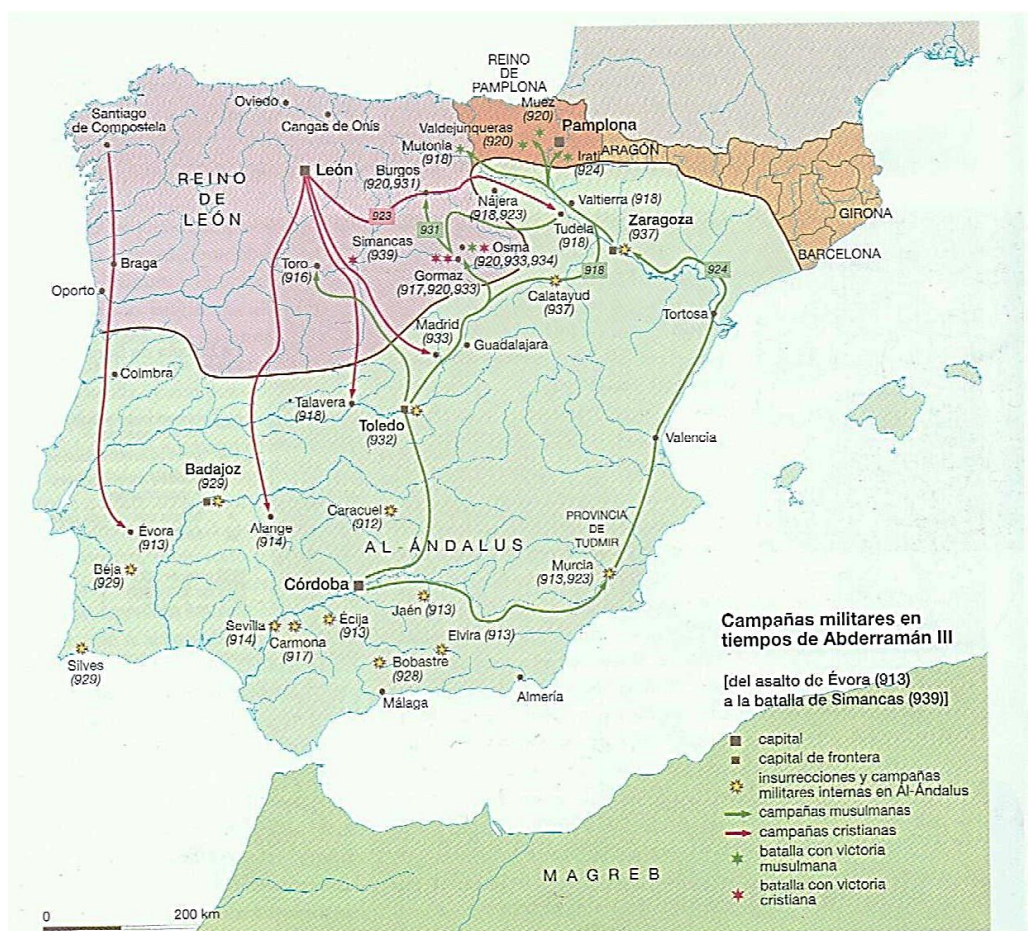 REINO
DE
PAMPLONA
Muez
(920)
Oviedo
Santiago
de Compostela
Cangas de Onís
Valdejunqueras
(920)
Pamplona
Mutonia
(918)
Irati
(924)
ARAGÓN
León
Burgos
(920,931)
REINO
DE
LEÓN
Nájera
(918,923)
Valtierra (918)
GIRONA
923
931
Tudela
(918)
Zaragoza
(937)
Simancas
(939)
Osma
(920,933,934)
BARCELONA
Braga
Toro
(916)
Gormaz
(917,920,933)
918
924
Oporto
Calatayud
(937)
Tortosa
Madrid
(933)
Guadalajara
Coimbra
Talavera
(918)
Toledo
(932)
Valencia
Badajoz
(929)
Caracuel
(912)
Évora
(913)
Alange
(914)
PROVINCIA
DE
TUDMIR
AL-ÁNDALUS
Béja
(929)
Murcia
(913,923)
Córdoba
Jaén (913)
Sevilla
(914)
Écija
(913)
Carmona
(917)
Elvira (913)
Silves
(929)
Bobastre
(928)
Málaga
Almería
Campañas militares en
tiempos de Abderramán III
[del asalto de Évora (913)
a la batalla de Simancas (939)]
capital
capital de frontera
insurrecciones y campañas
militares internas en Al-Ándalus
campañas musulmanas
campañas cristianas
batalla con victoria
musulmana
batalla con victoria
cristiana
MAGREB
0 200 km